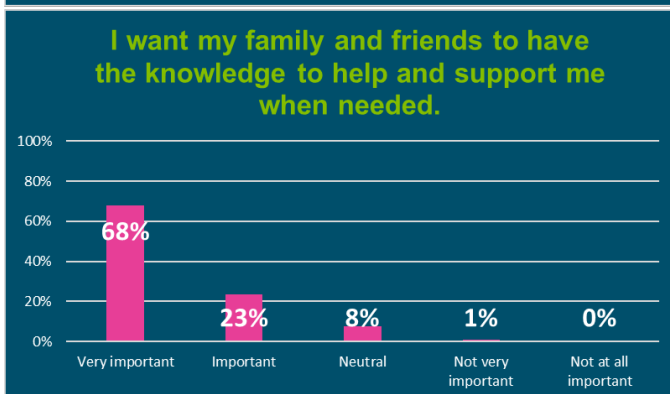 I want my family and friends to have
the knowledge to help and support me
when needed.
100%
80%
60%
40%
20%
0%
68%
23%
8%
1%
0%
Very important
Important
Neutral
Not very
important
Not at all
important